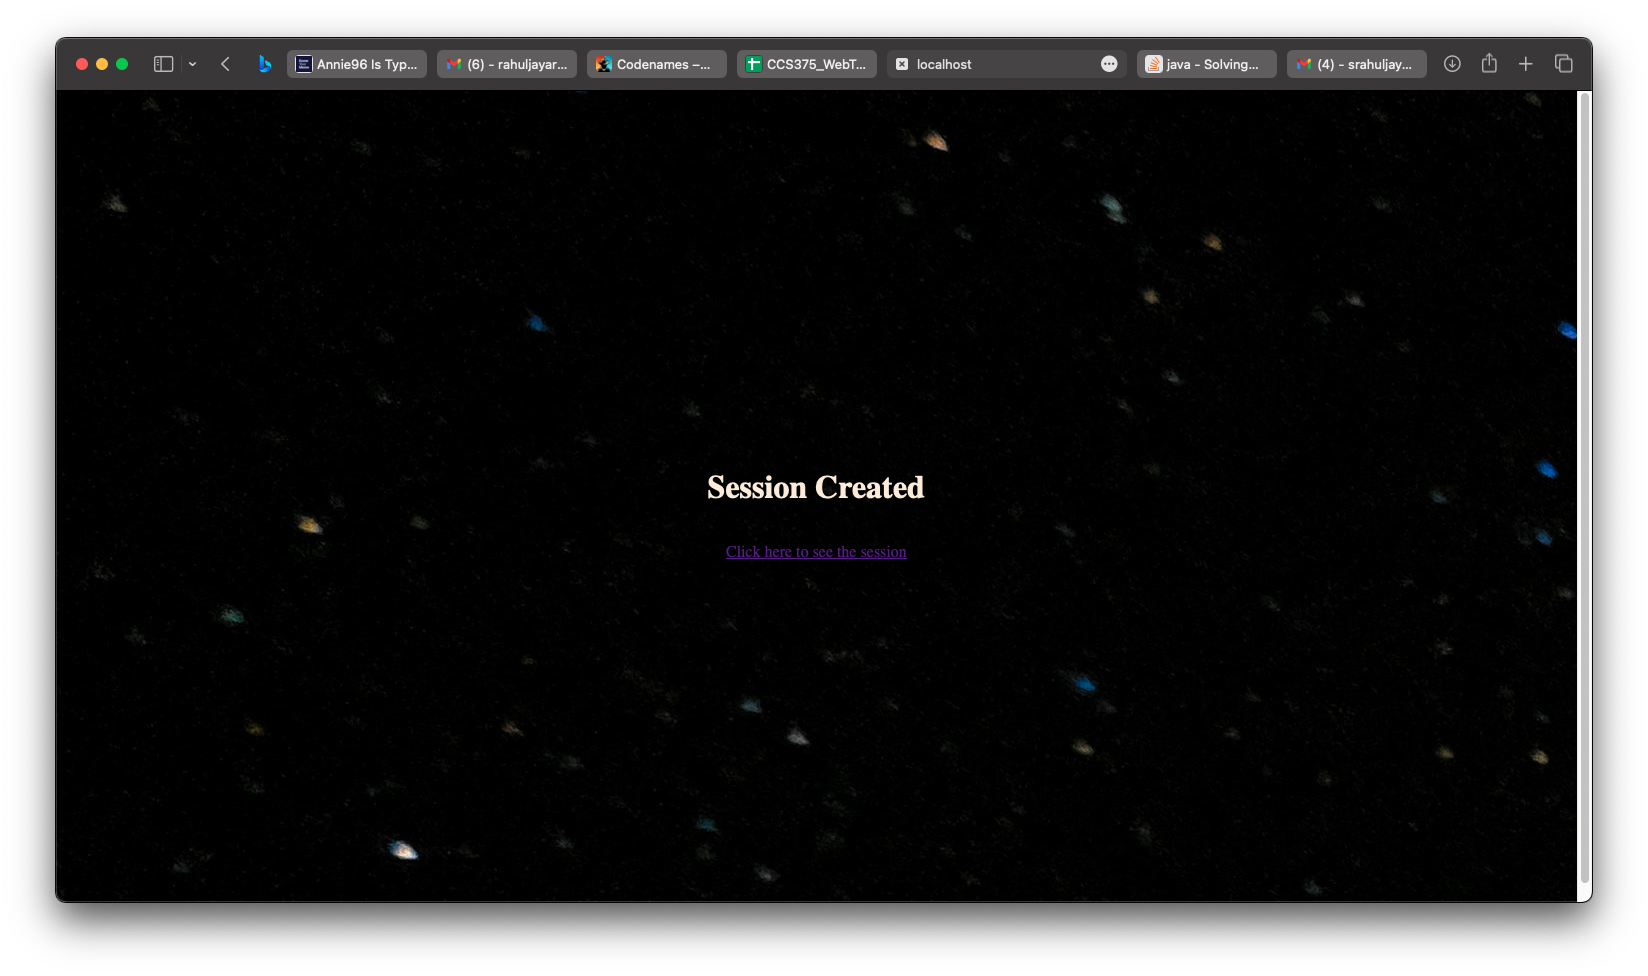 Annie96 Is Typ...
(6) - rahuljayar...
Codenames –...
CCS375_WebT...
localhost
java - Solving...
(4) - srahuljay...
Session Created
Click here to see the session